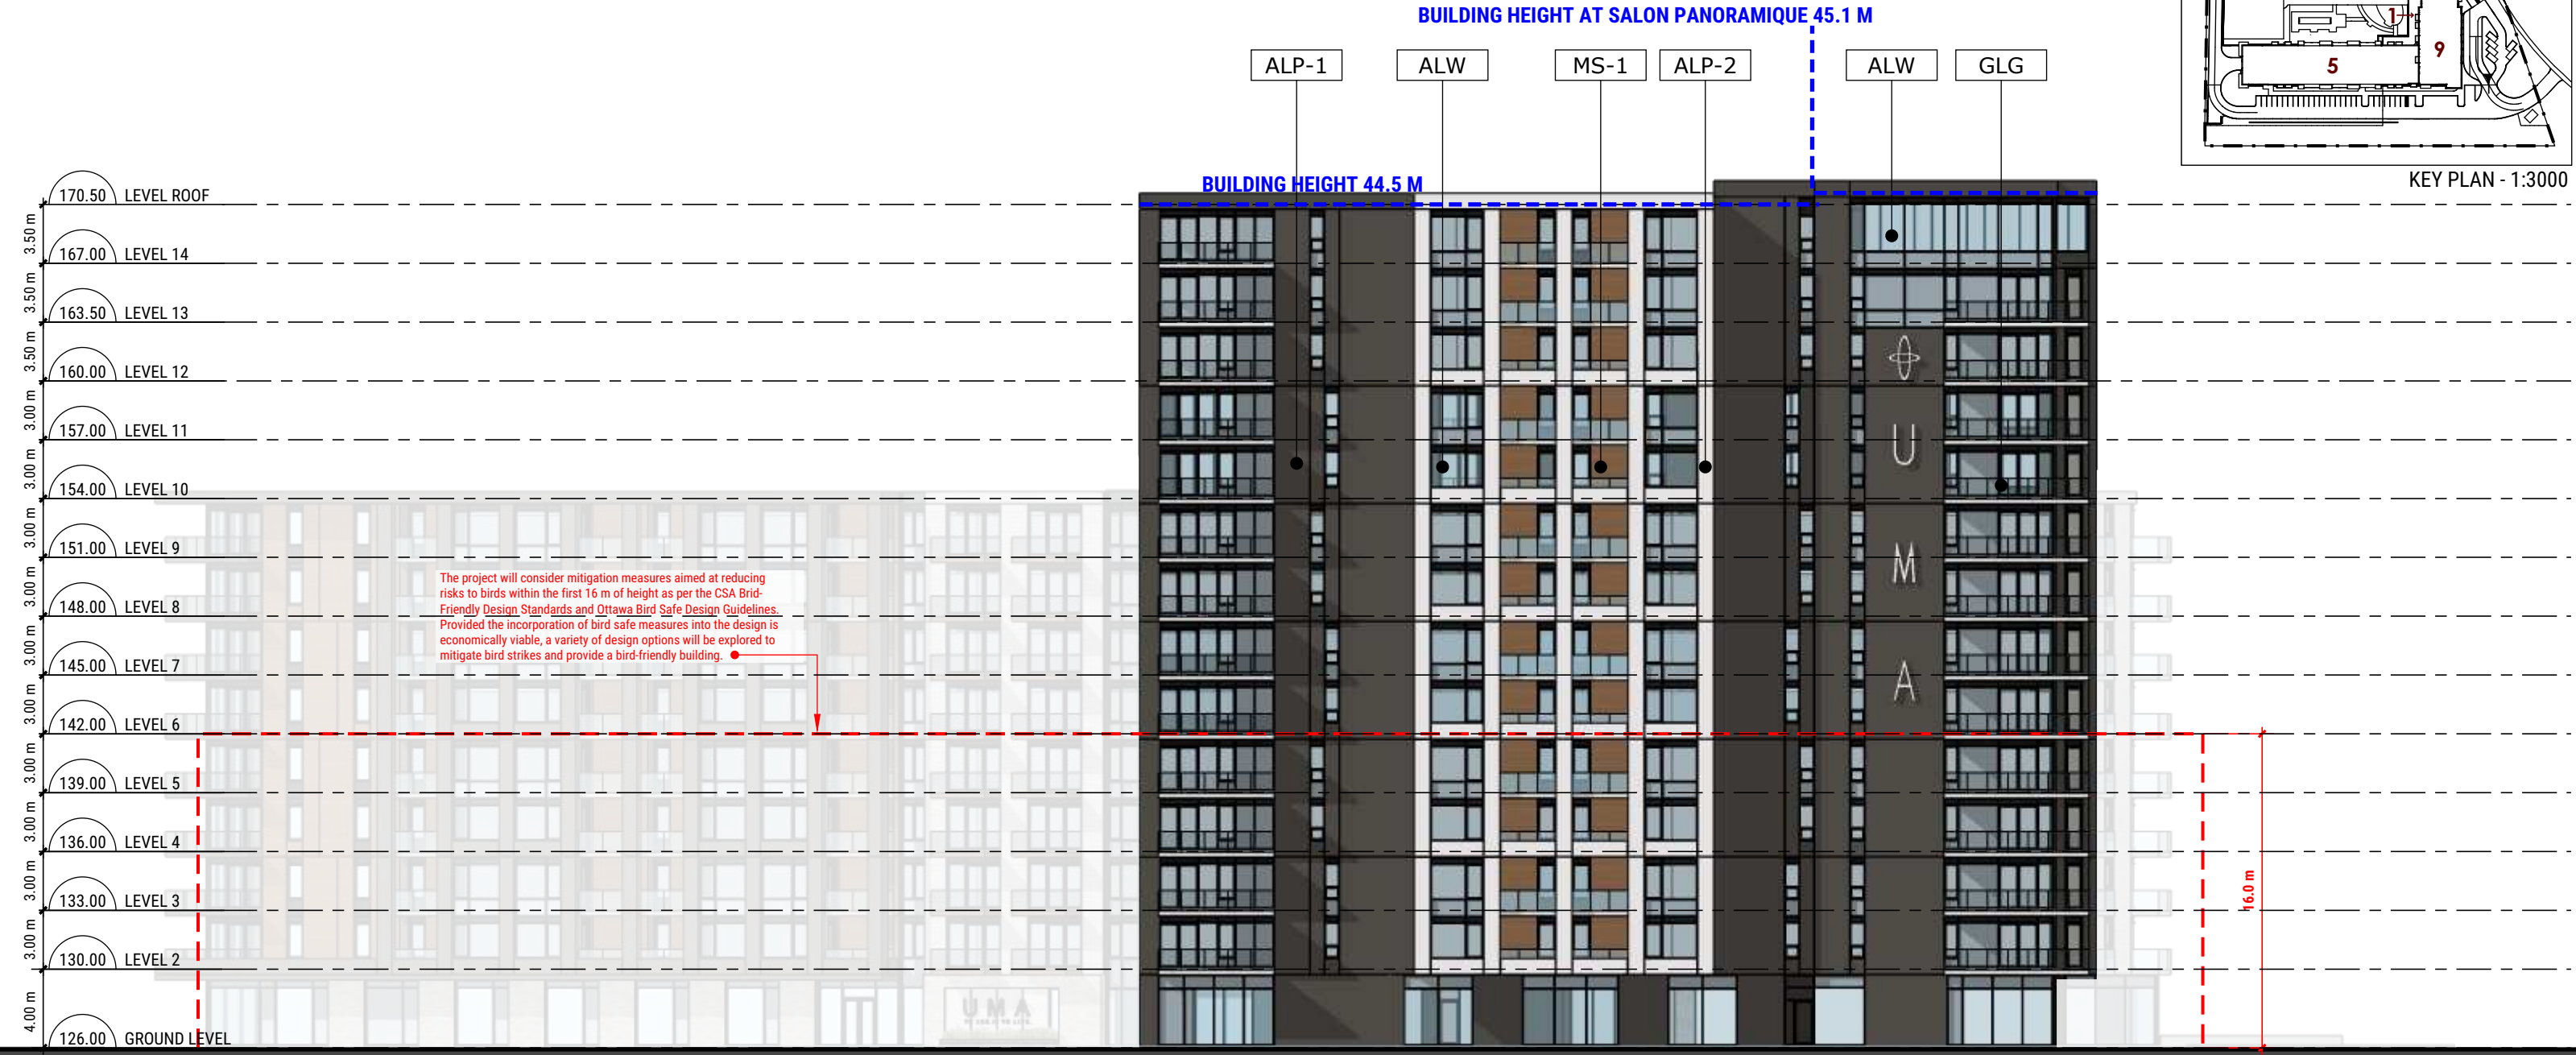 BUILDING HEIGHT AT SALON PANORAMIQUE 45.1 M
1
9
5
KEY PLAN - 1:3000
ALP-1
ALW
MS-1
ALP-2
ALW
GLG
BUILDING HEIGHT 44.5 M
170.50 LEVEL ROOF
3.50 m
167.00 LEVEL 14
3.50 m
163.50 LEVEL 13
3.50 m
160.00 LEVEL 12
3.00 m
157.00 LEVEL 11
3.00 m
154.00 LEVEL 10
3.00 m
151.00 LEVEL 9
3.00 m
148.00 LEVEL 8
3.00 m
145.00 LEVEL 7
3.00 m
142.00 LEVEL 6
3.00 m
139.00 LEVEL 5
3.00 m
136.00 LEVEL 4
3.00 m
133.00 LEVEL 3
3.00 m
130.00 LEVEL 2
4.00 m
126.00 GROUND LEVEL
The project will consider mitigation measures aimed at reducing
risks to birds within the first 16 m of height as per the CSA Brid-
Friendly Design Standards and Ottawa Bird Safe Design Guidelines.
Provided the incorporation of bird safe measures into the design is
economically viable, a variety of design options will be explored to
mitigate bird strikes and provide a bird-friendly building.
U
M
A
UMA
16.0 m